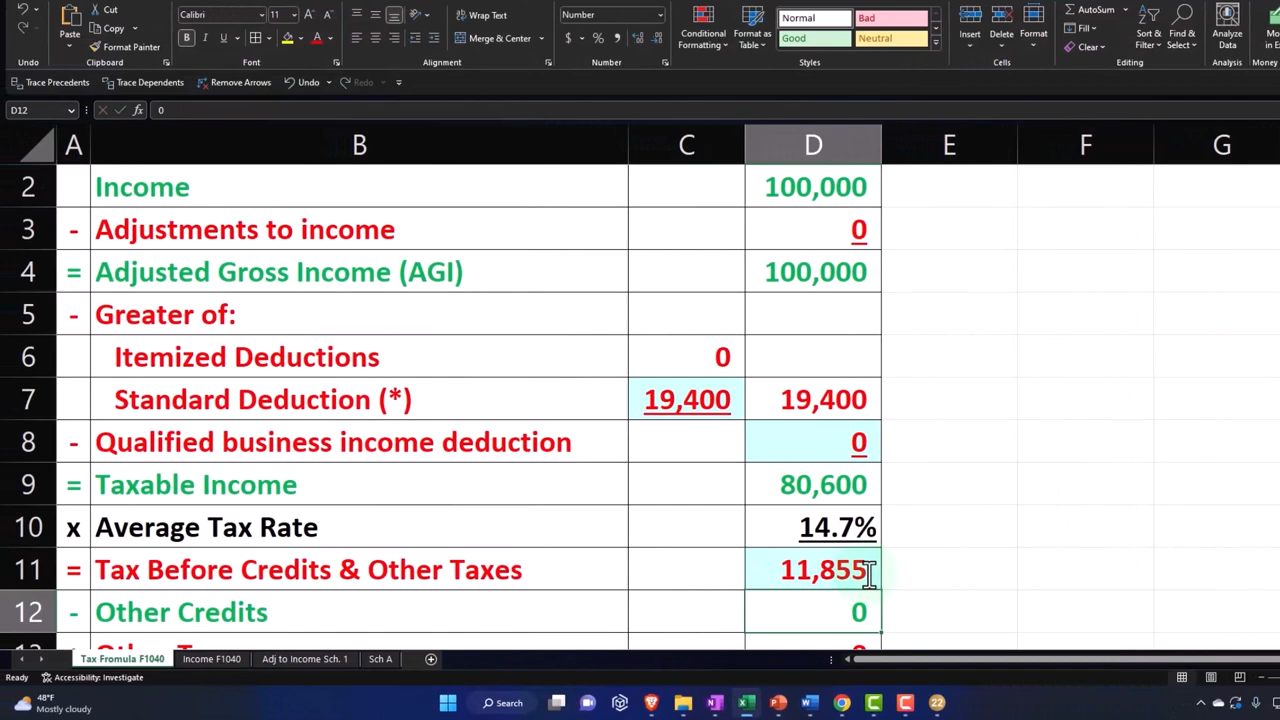 Cut
Calibri 11
Wrap Text
Number
Normal Bad
AutoSum
Paste
Copy
Format Painter
B I U
Merge & Center
$ %
Conditional Formatting
Format as Table
Good Neutral
Insert Delete Format
Fill
Clear
Sort & Filter
Find & Select
Analyze Data
Money
Undo Clipboard Font Alignment Number Styles Cells Editing Analysis
Trace Precedents Trace Dependents Remove Arrows Undo Redo
D12 fx 0
A B C D E F G
2 Income 100,000
3 - Adjustments to income 0
4 = Adjusted Gross Income (AGI) 100,000
5 - Greater of:
6 Itemized Deductions 0
7 Standard Deduction (*) 19,400 19,400
8 - Qualified business income deduction 0
9 = Taxable Income 80,600
10 x Average Tax Rate 14.7%
11 = Tax Before Credits & Other Taxes 11,855
12 - Other Credits 0
Tax Fromula F1040 Income F1040 Adj to Income Sch. 1 Sch A
Ready Accessibility: Investigate
48°F
Mostly cloudy
Search
22